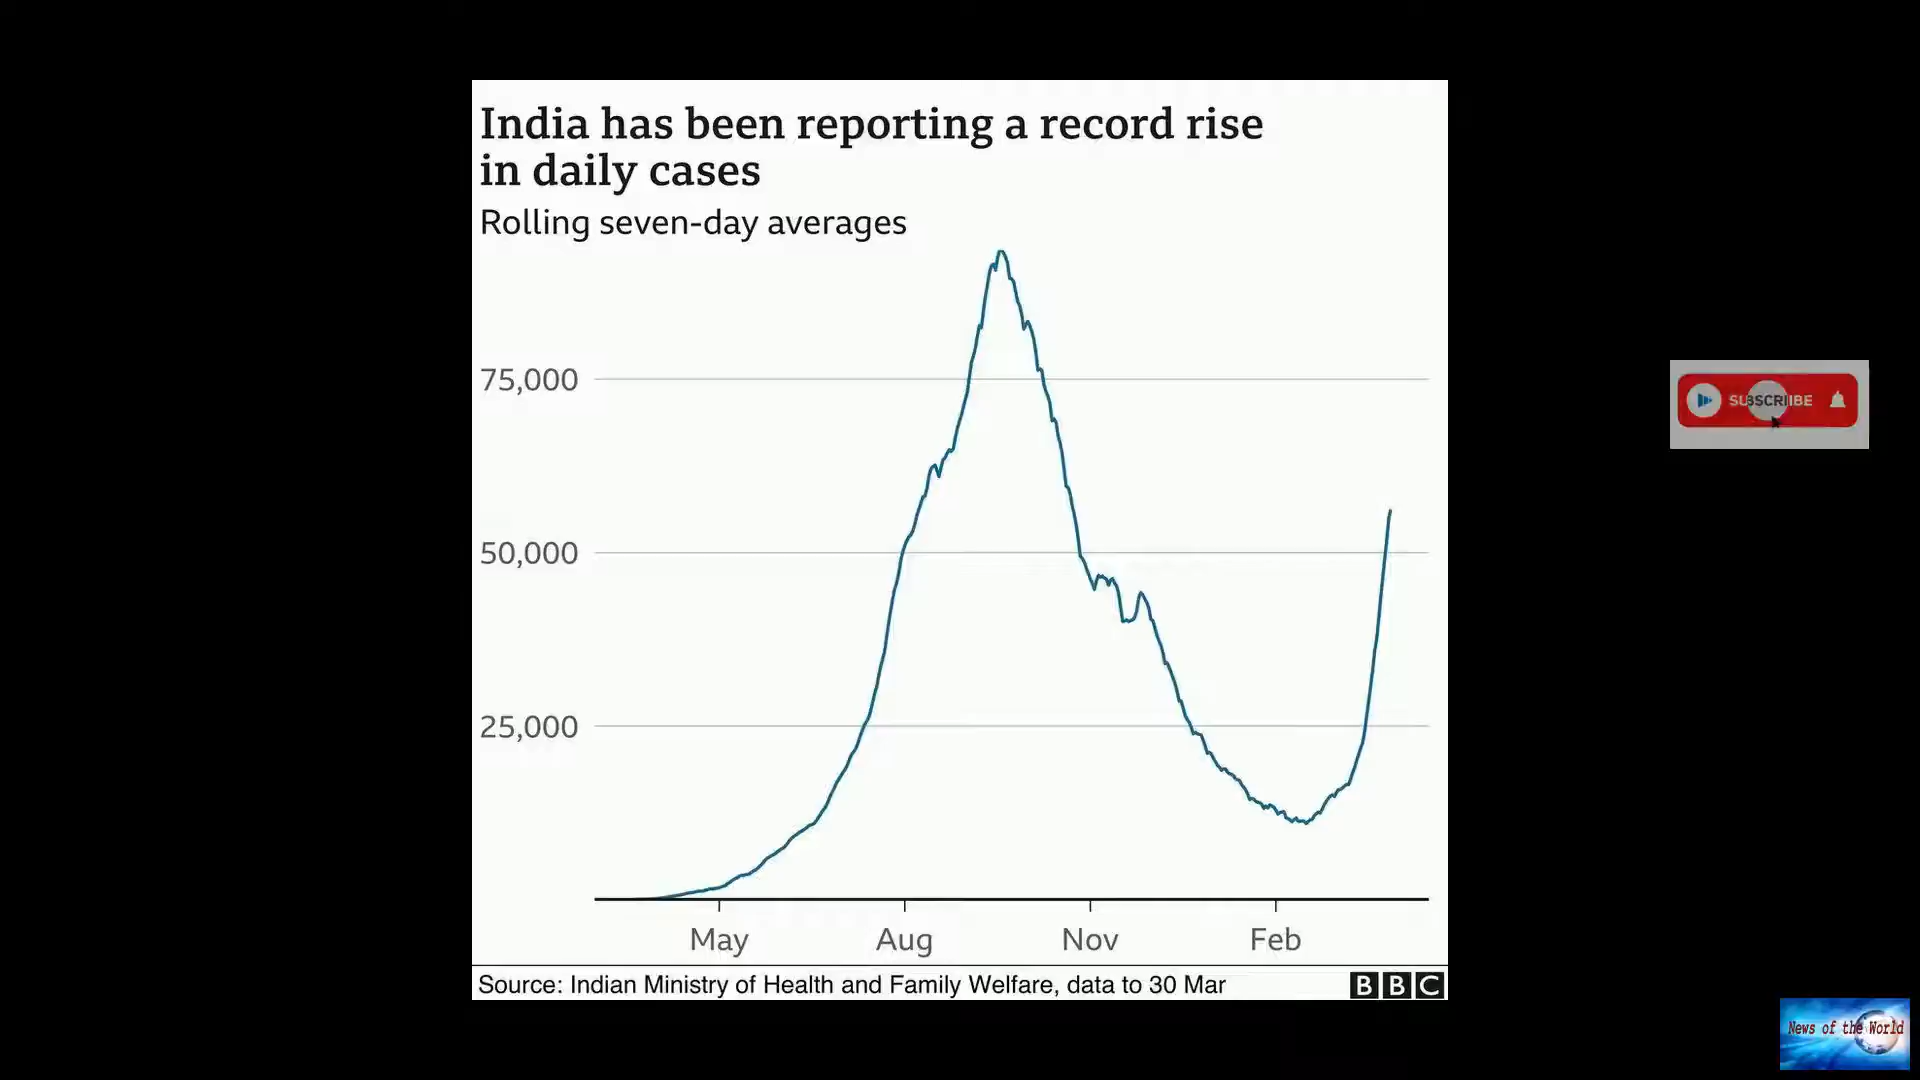 India has been reporting a record rise
in daily cases
Rolling seven-day averages
75,000
50,000
25,000
May Aug Nov Feb
Source: Indian Ministry of Health and Family Welfare, data to 30 Mar
BBC
SUBSCRIBE
News of the World